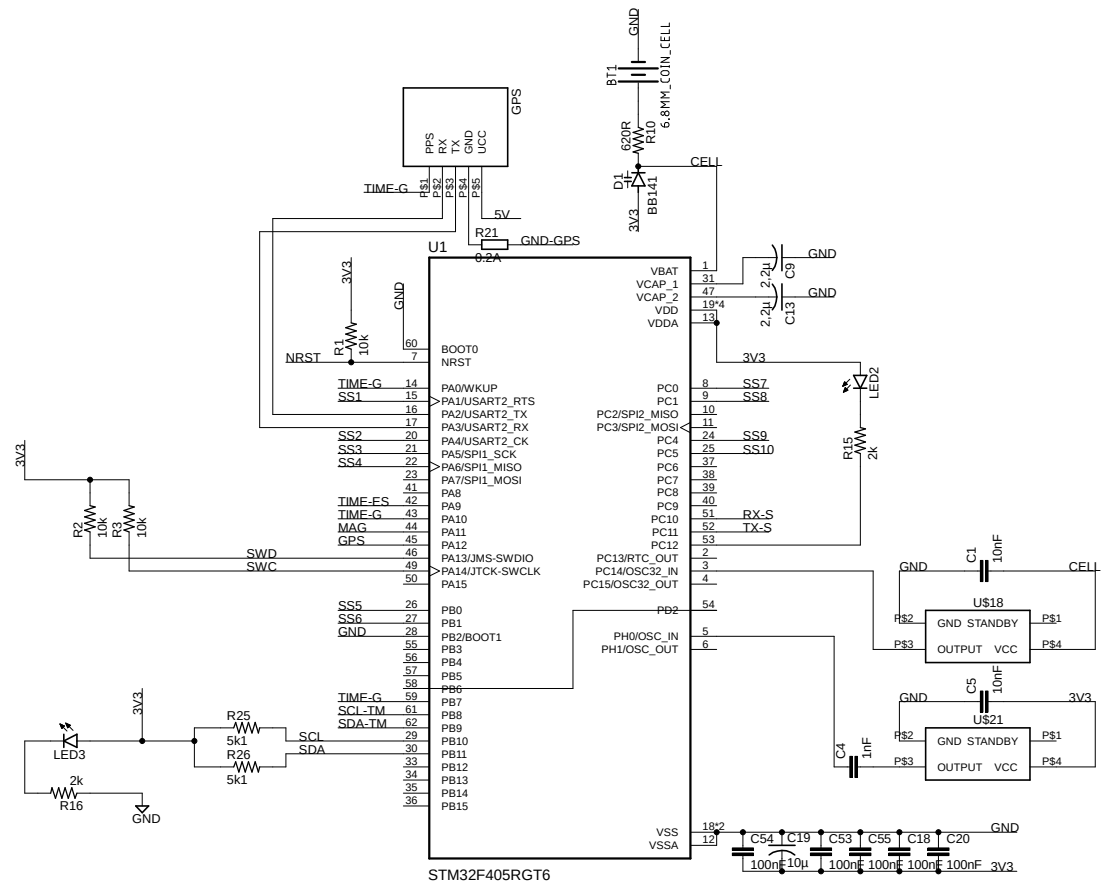 GND
BT1
6.8MM_COIN_CELL
620R
R10
CELL
D1
BB141
3V3
GPS
PPS
RX
TX
GND
UCC
P$1
P$2
P$3
P$4
P$5
TIME-G
5V
R21
0.2A
GND-GPS
U1
3V3
GND
R1
10k
NRST
60 BOOT0
7 NRST
TIME-G 14 PA0/WKUP
SS1 15 PA1/USART2_RTS
16 PA2/USART2_TX
17 PA3/USART2_RX
SS2 20 PA4/USART2_CK
SS3 21 PA5/SPI1_SCK
SS4 22 PA6/SPI1_MISO
23 PA7/SPI1_MOSI
41 PA8
TIME-ES 42 PA9
TIME-G 43 PA10
MAG 44 PA11
GPS 45 PA12
SWD 46 PA13/JMS-SWDIO
SWC 49 PA14/JTCK-SWCLK
50 PA15
3V3
R2
10k
R3
10k
SS5 26 PB0
SS6 27 PB1
GND 28 PB2/BOOT1
55 PB3
56 PB4
57 PB5
58 PB6
TIME-G 59 PB7
SCL-TM 61 PB8
SDA-TM 62 PB9
SCL 29 PB10
SDA 30 PB11
33 PB12
34 PB13
35 PB14
36 PB15
3V3
R25
5k1
R26
5k1
LED3
2k
R16
GND
VBAT 1
VCAP_1 31
VCAP_2 47
VDD 19*4
VDDA 13
2,2µ
C9
GND
2,2µ
C13
GND
3V3
LED2
R15
2k
PC0 8 SS7
PC1 9 SS8
PC2/SPI2_MISO 10
PC3/SPI2_MOSI 11
PC4 24 SS9
PC5 25 SS10
PC6 37
PC7 38
PC8 39
PC9 40
PC10 51 RX-S
PC11 52 TX-S
PC12 53
PC13/RTC_OUT 2
PC14/OSC32_IN 3
PC15/OSC32_OUT 4
PD2 54
PH0/OSC_IN 5
PH1/OSC_OUT 6
C1
10nF
GND
CELL
U$18
P$2 GND STANDBY P$1
P$3 OUTPUT VCC P$4
C5
10nF
GND
3V3
U$21
P$2 GND STANDBY P$1
P$3 OUTPUT VCC P$4
C4
1nF
VSS 18*2
VSSA 12
GND
C54 C19 C53 C55 C18 C20
100nF 10µ 100nF 100nF 100nF 100nF
3V3
STM32F405RGT6